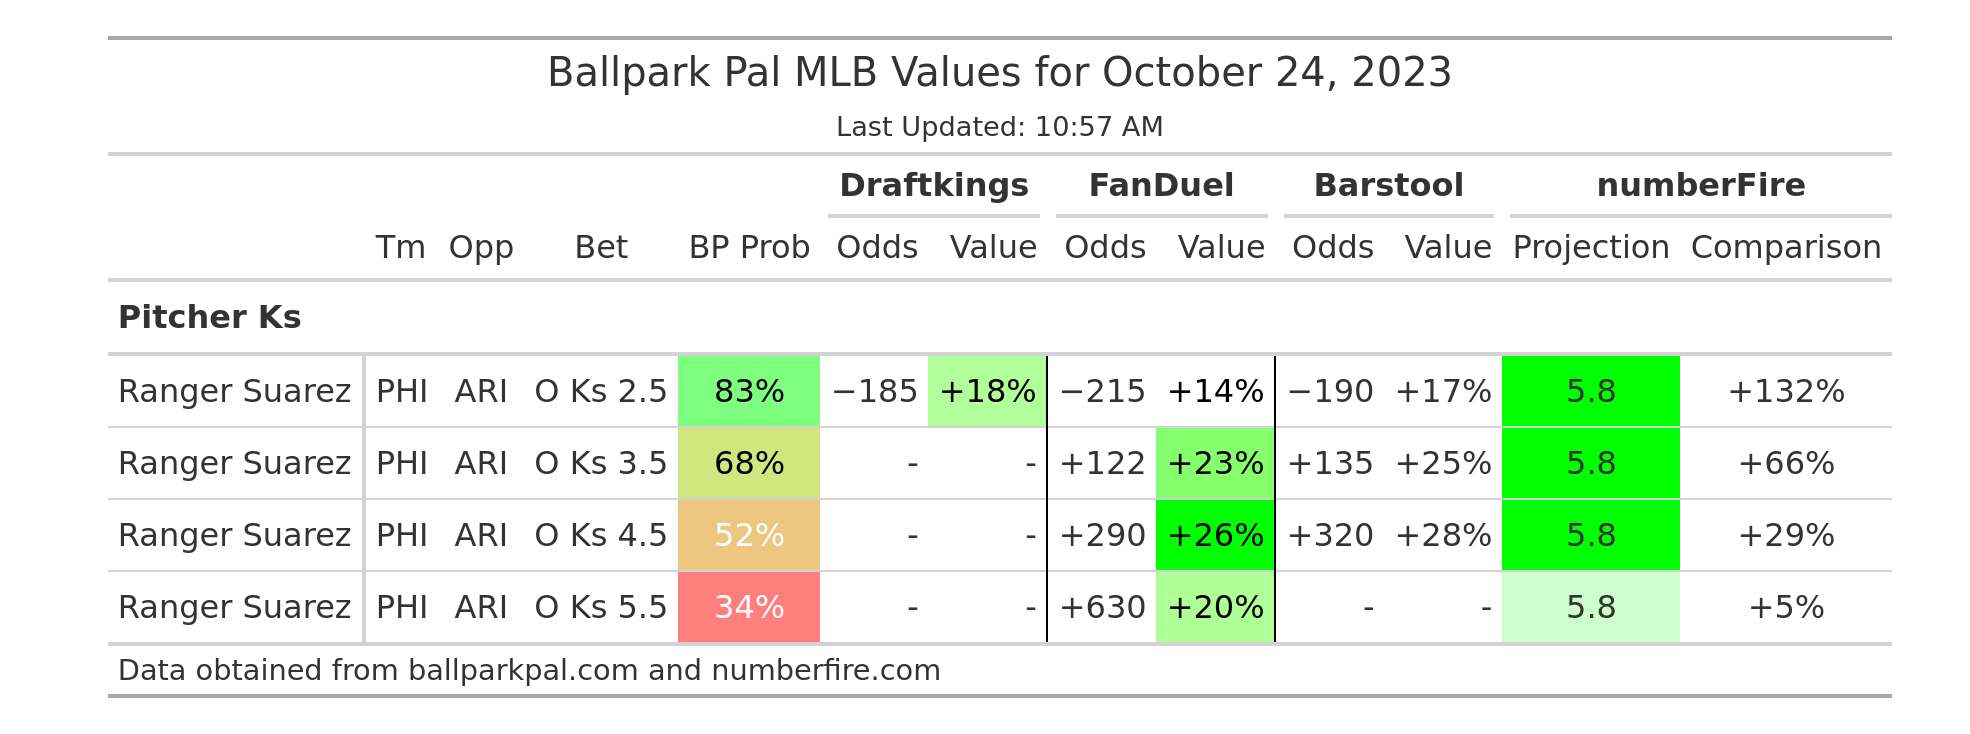 Ballpark Pal MLB Values for October 24, 2023
Last Updated: 10:57 AM
Draftkings FanDuel Barstool numberFire
Tm Opp Bet BP Prob Odds Value Odds Value Odds Value Projection Comparison
Pitcher Ks
Ranger Suarez PHI ARI O Ks 2.5 83% −185 +18% −215 +14% −190 +17% 5.8 +132%
Ranger Suarez PHI ARI O Ks 3.5 68% - - +122 +23% +135 +25% 5.8 +66%
Ranger Suarez PHI ARI O Ks 4.5 52% - - +290 +26% +320 +28% 5.8 +29%
Ranger Suarez PHI ARI O Ks 5.5 34% - - +630 +20% - - 5.8 +5%
Data obtained from ballparkpal.com and numberfire.com